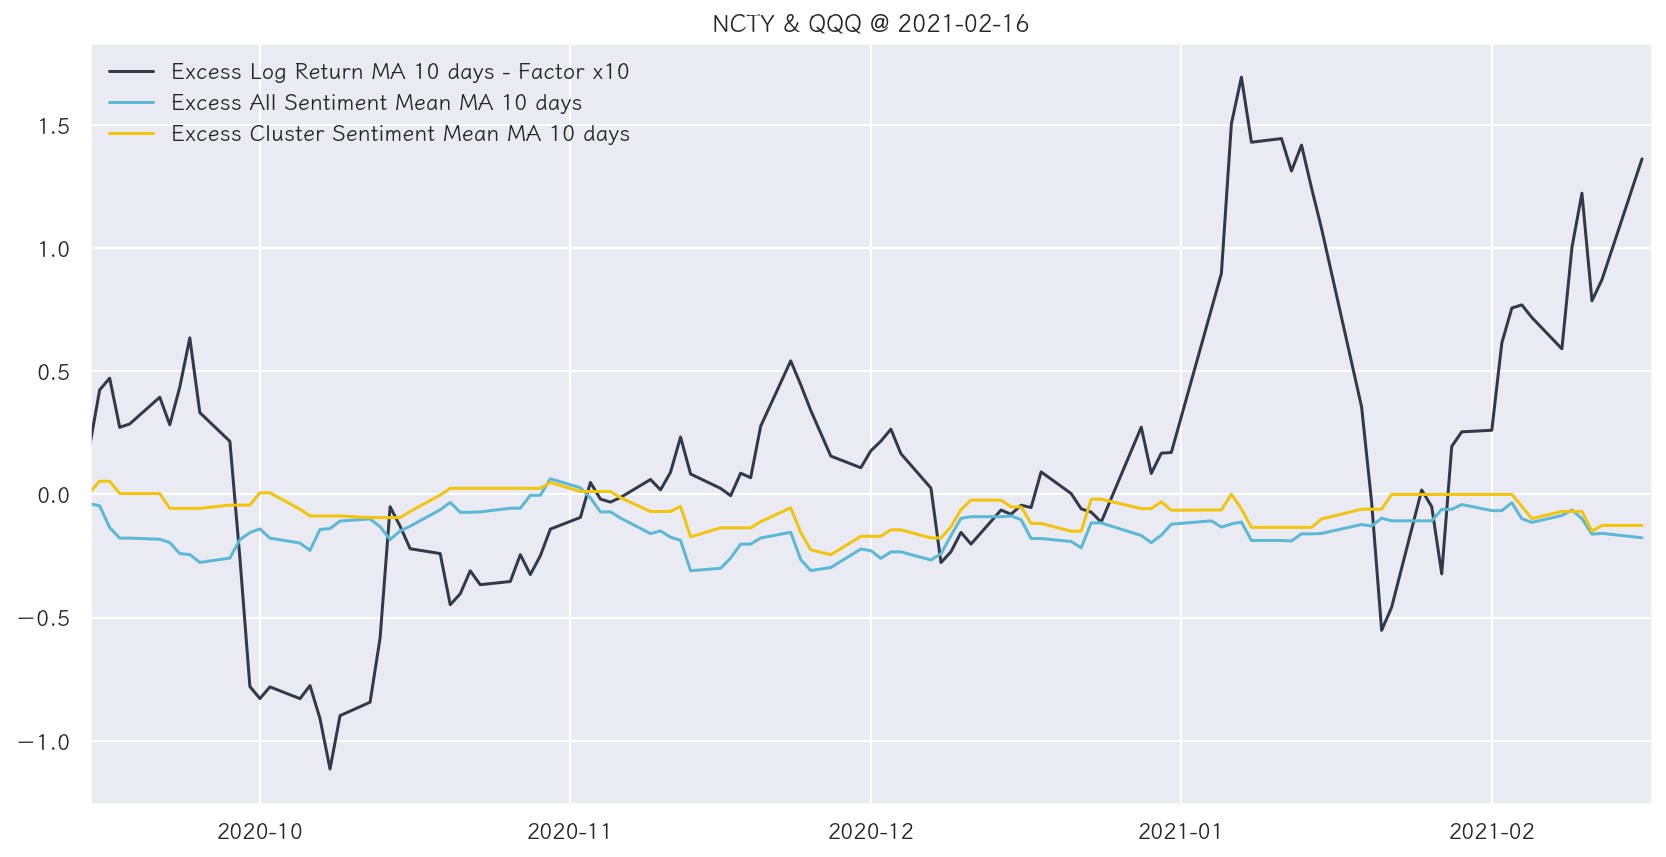 NCTY & QQQ @ 2021-02-16
Excess Log Return MA 10 days - Factor x10
Excess All Sentiment Mean MA 10 days
Excess Cluster Sentiment Mean MA 10 days
1.5
1.0
0.5
0.0
−0.5
−1.0
2020-10 2020-11 2020-12 2021-01 2021-02